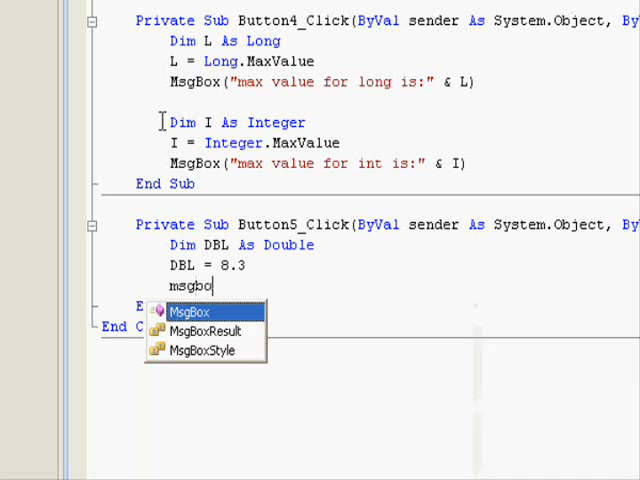 Private Sub Button4_Click(ByVal sender As System.Object, By
Dim L As Long
L = Long.MaxValue
MsgBox("max value for long is:" & L)
Dim I As Integer
I = Integer.MaxValue
MsgBox("max value for int is:" & I)
End Sub
Private Sub Button5_Click(ByVal sender As System.Object, By
Dim DBL As Double
DBL = 8.3
msgbo
E
MsgBox
End C
MsgBoxResult
MsgBoxStyle